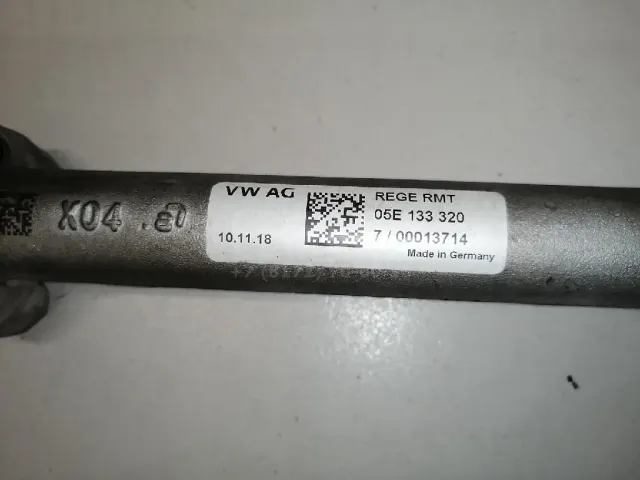 X04
VW AG
10.11.18
REGE RMT
05E 133 320
7 / 00013714
Made in Germany